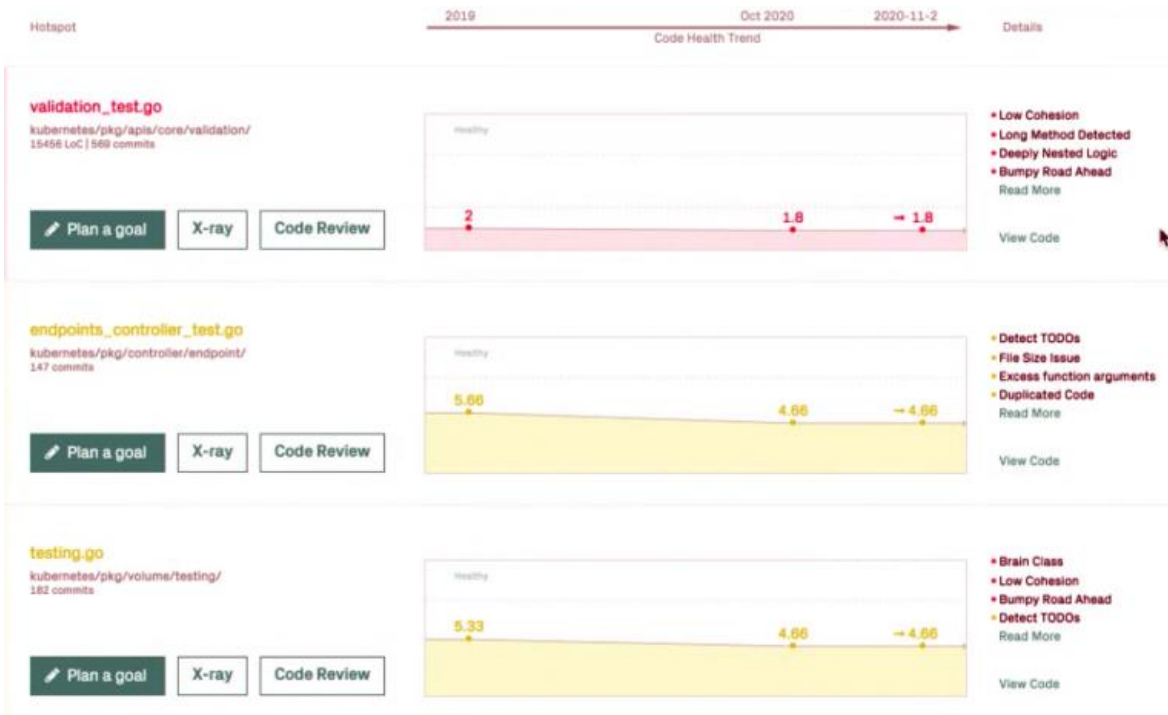 Hotspot
2019 Oct 2020 2020-11-2
Code Health Trend
Details
validation_test.go
kubernetes/pkg/apis/core/validation/
15456 LoC | 569 commits
Plan a goal X-ray Code Review
Healthy
2 1.8 → 1.8
• Low Cohesion
• Long Method Detected
• Deeply Nested Logic
• Bumpy Road Ahead
Read More
View Code
endpoints_controller_test.go
kubernetes/pkg/controller/endpoint/
147 commits
Plan a goal X-ray Code Review
Healthy
5.66 4.66 → 4.66
• Detect TODOs
• File Size Issue
• Excess function arguments
• Duplicated Code
Read More
View Code
testing.go
kubernetes/pkg/volume/testing/
182 commits
Plan a goal X-ray Code Review
Healthy
5.33 4.66 → 4.66
• Brain Class
• Low Cohesion
• Bumpy Road Ahead
• Detect TODOs
Read More
View Code